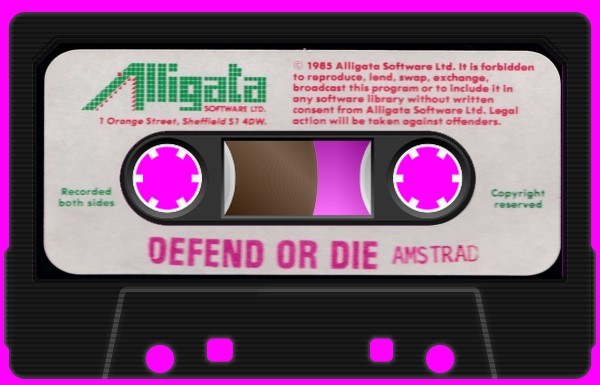 Alligata
SOFTWARE LTD.
1 Orange Street, Sheffield S1 4DW.
© 1985 Alligata Software Ltd. It is forbidden
to reproduce, lend, swap, exchange,
broadcast this program or to include it in
any software library without written
consent from Alligata Software Ltd. Legal
action will be taken against offenders.
Recorded
both sides
Copyright
reserved
DEFEND OR DIE AMSTRAD